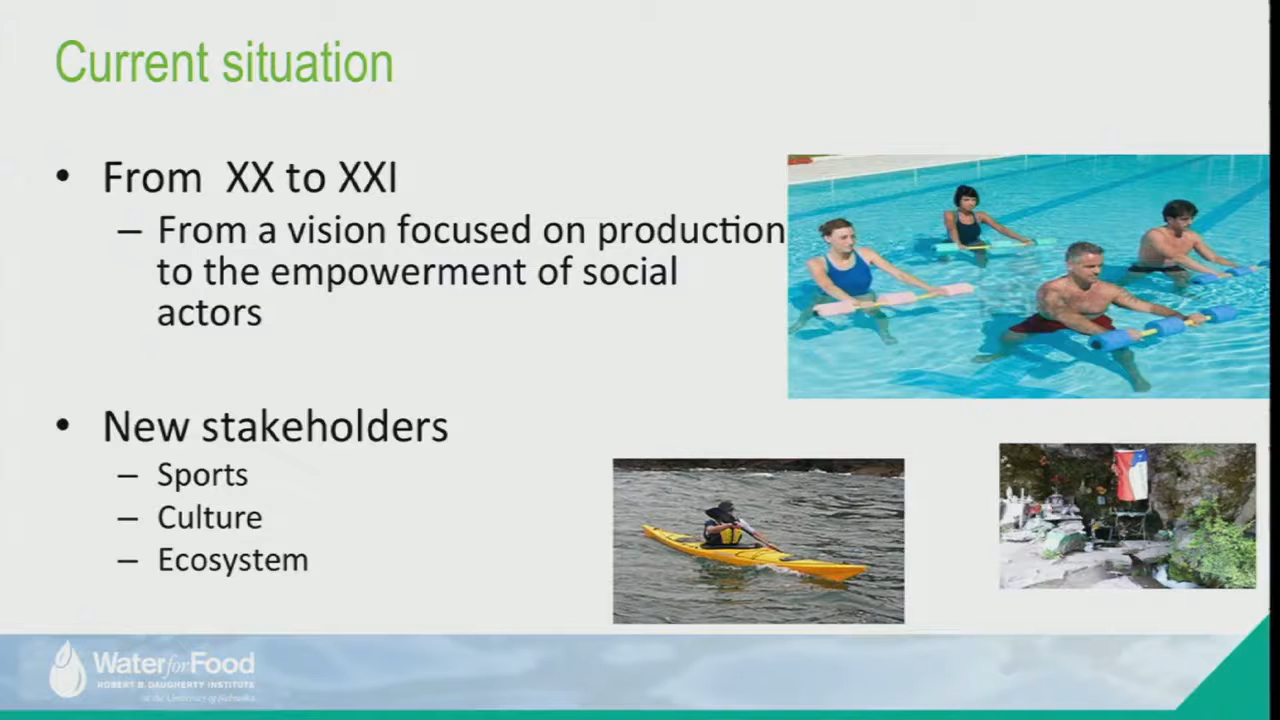 Current situation
• From XX to XXI
– From a vision focused on production
to the empowerment of social
actors
• New stakeholders
– Sports
– Culture
– Ecosystem
WaterforFood
ROBERT B. DAUGHERTY INSTITUTE
at the University of Nebraska